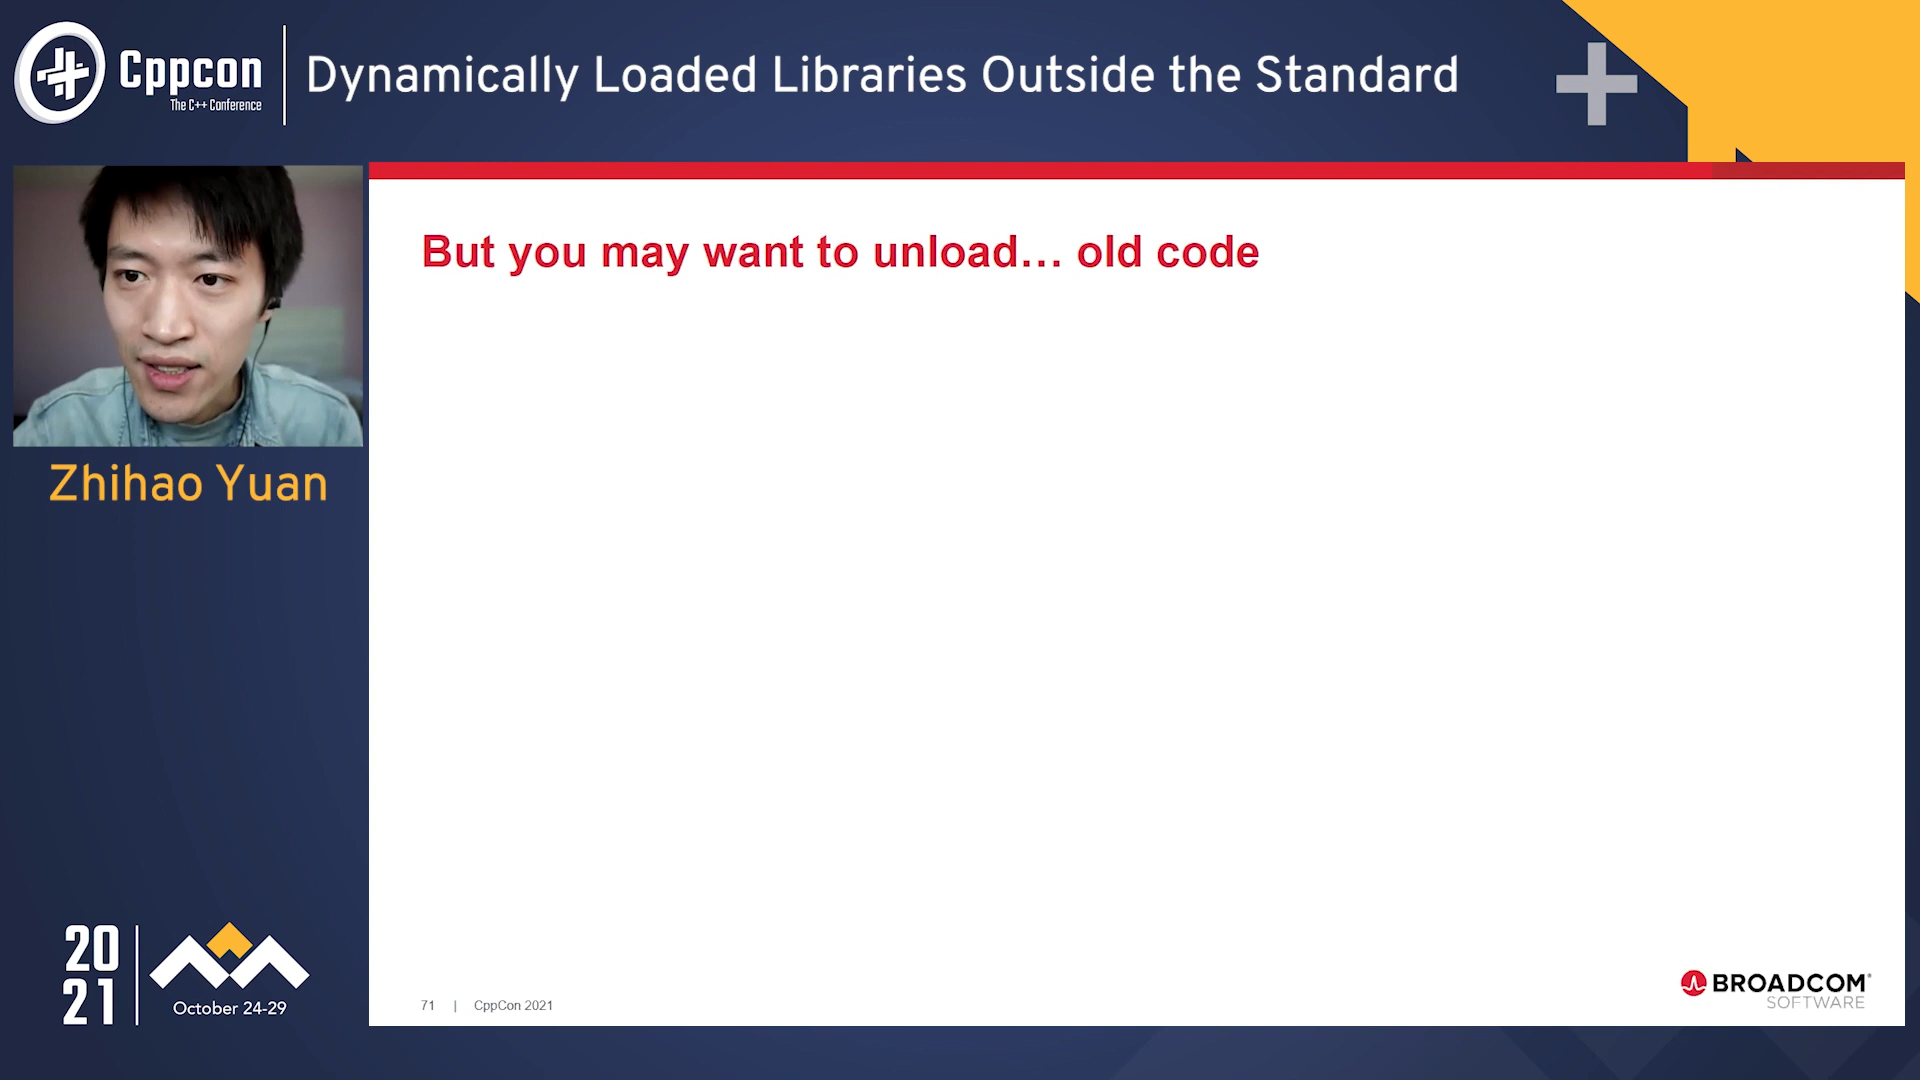 Cppcon
The C++ Conference
Dynamically Loaded Libraries Outside the Standard
Zhihao Yuan
But you may want to unload... old code
20
21
October 24-29
71 | CppCon 2021
BROADCOM®
SOFTWARE